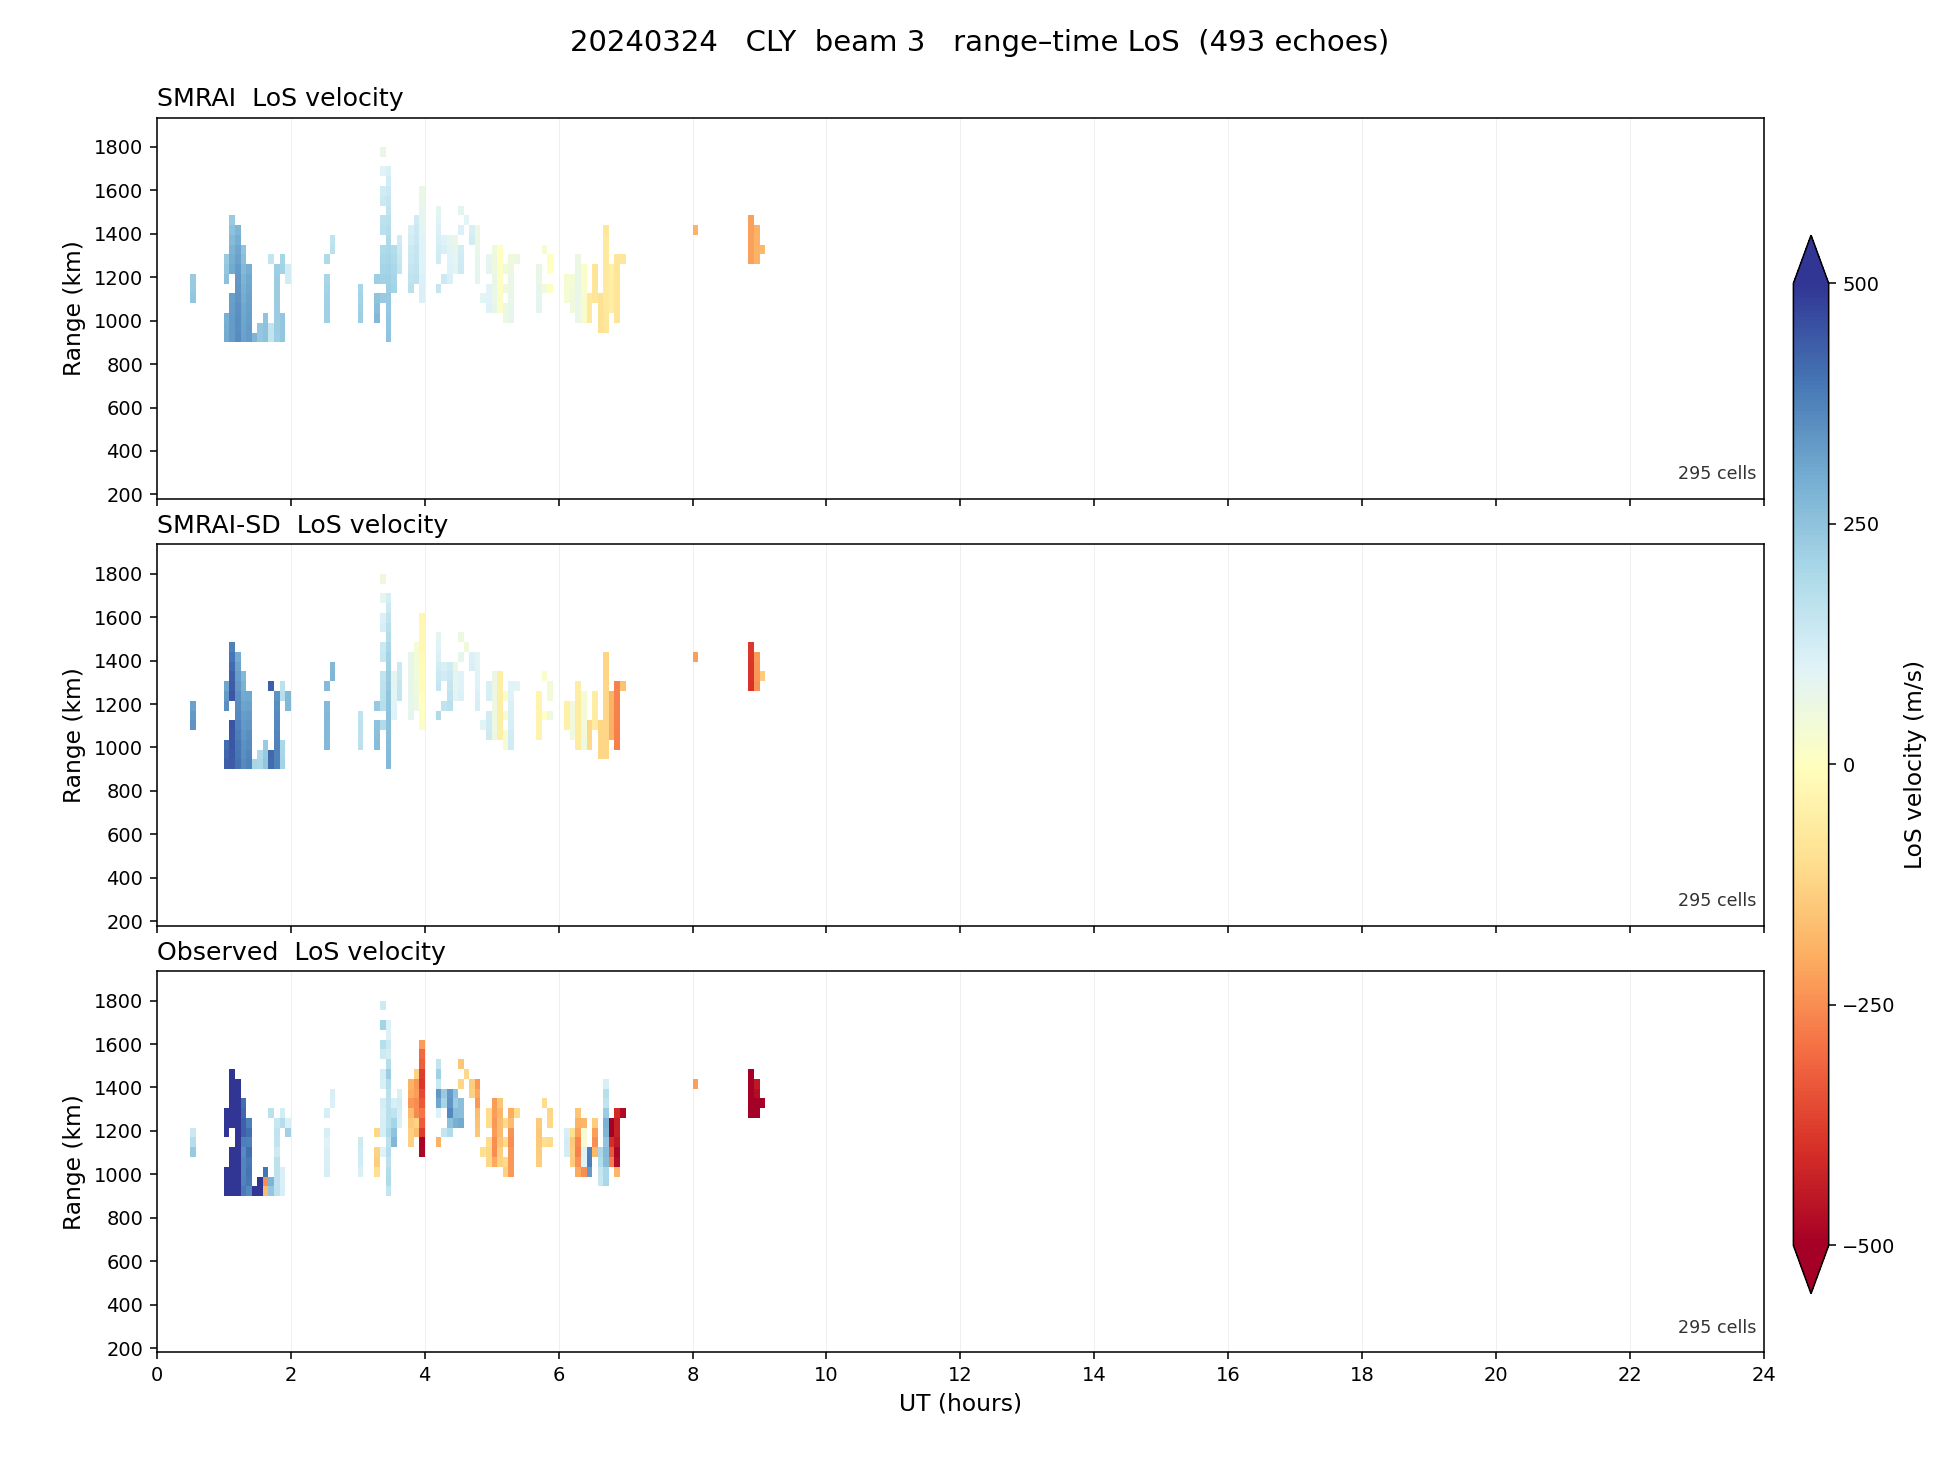 20240324   CLY  beam 3   range–time LoS  (493 echoes)
SMRAI  LoS velocity
Range (km)
1800
1600
1400
1200
1000
800
600
400
200
295 cells
SMRAI-SD  LoS velocity
Range (km)
1800
1600
1400
1200
1000
800
600
400
200
295 cells
Observed  LoS velocity
Range (km)
1800
1600
1400
1200
1000
800
600
400
200
295 cells
0 2 4 6 8 10 12 14 16 18 20 22 24
UT (hours)
500
250
0
−250
−500
LoS velocity (m/s)